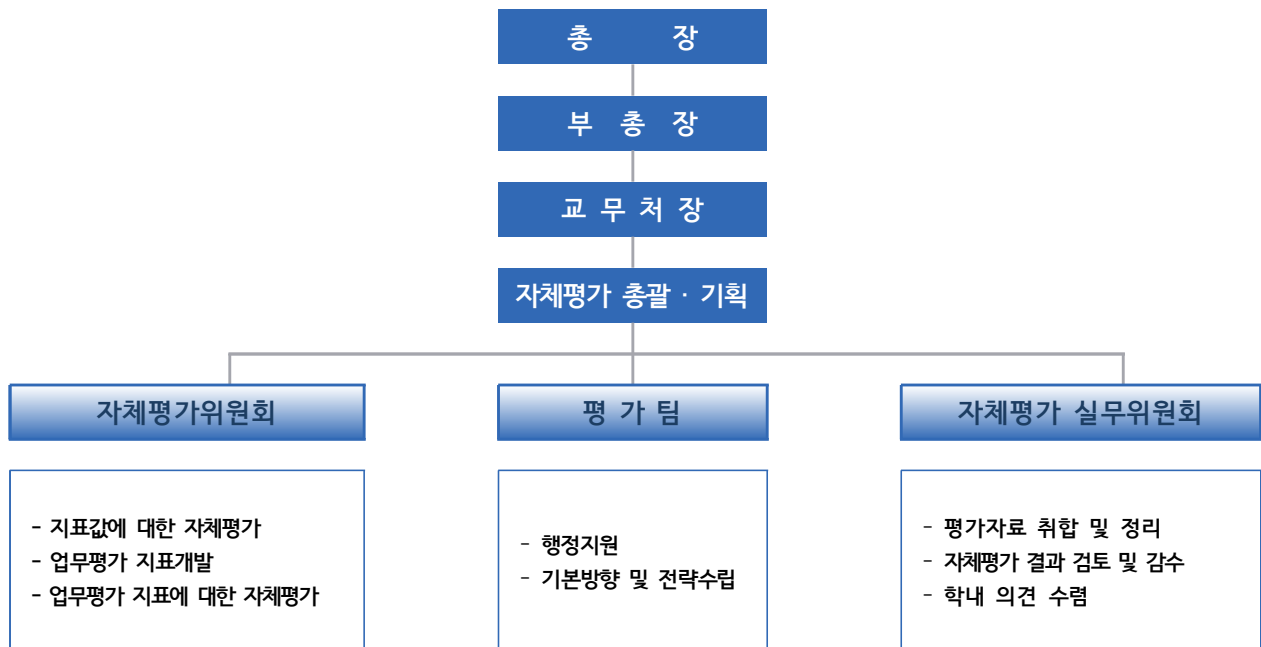 총 장
부 총 장
교 무 처 장
자체평가 총괄 · 기획
자체평가위원회
평 가 팀
자체평가 실무위원회
- 지표값에 대한 자체평가
- 업무평가 지표개발
- 업무평가 지표에 대한 자체평가
- 행정지원
- 기본방향 및 전략수립
- 평가자료 취합 및 정리
- 자체평가 결과 검토 및 감수
- 학내 의견 수렴